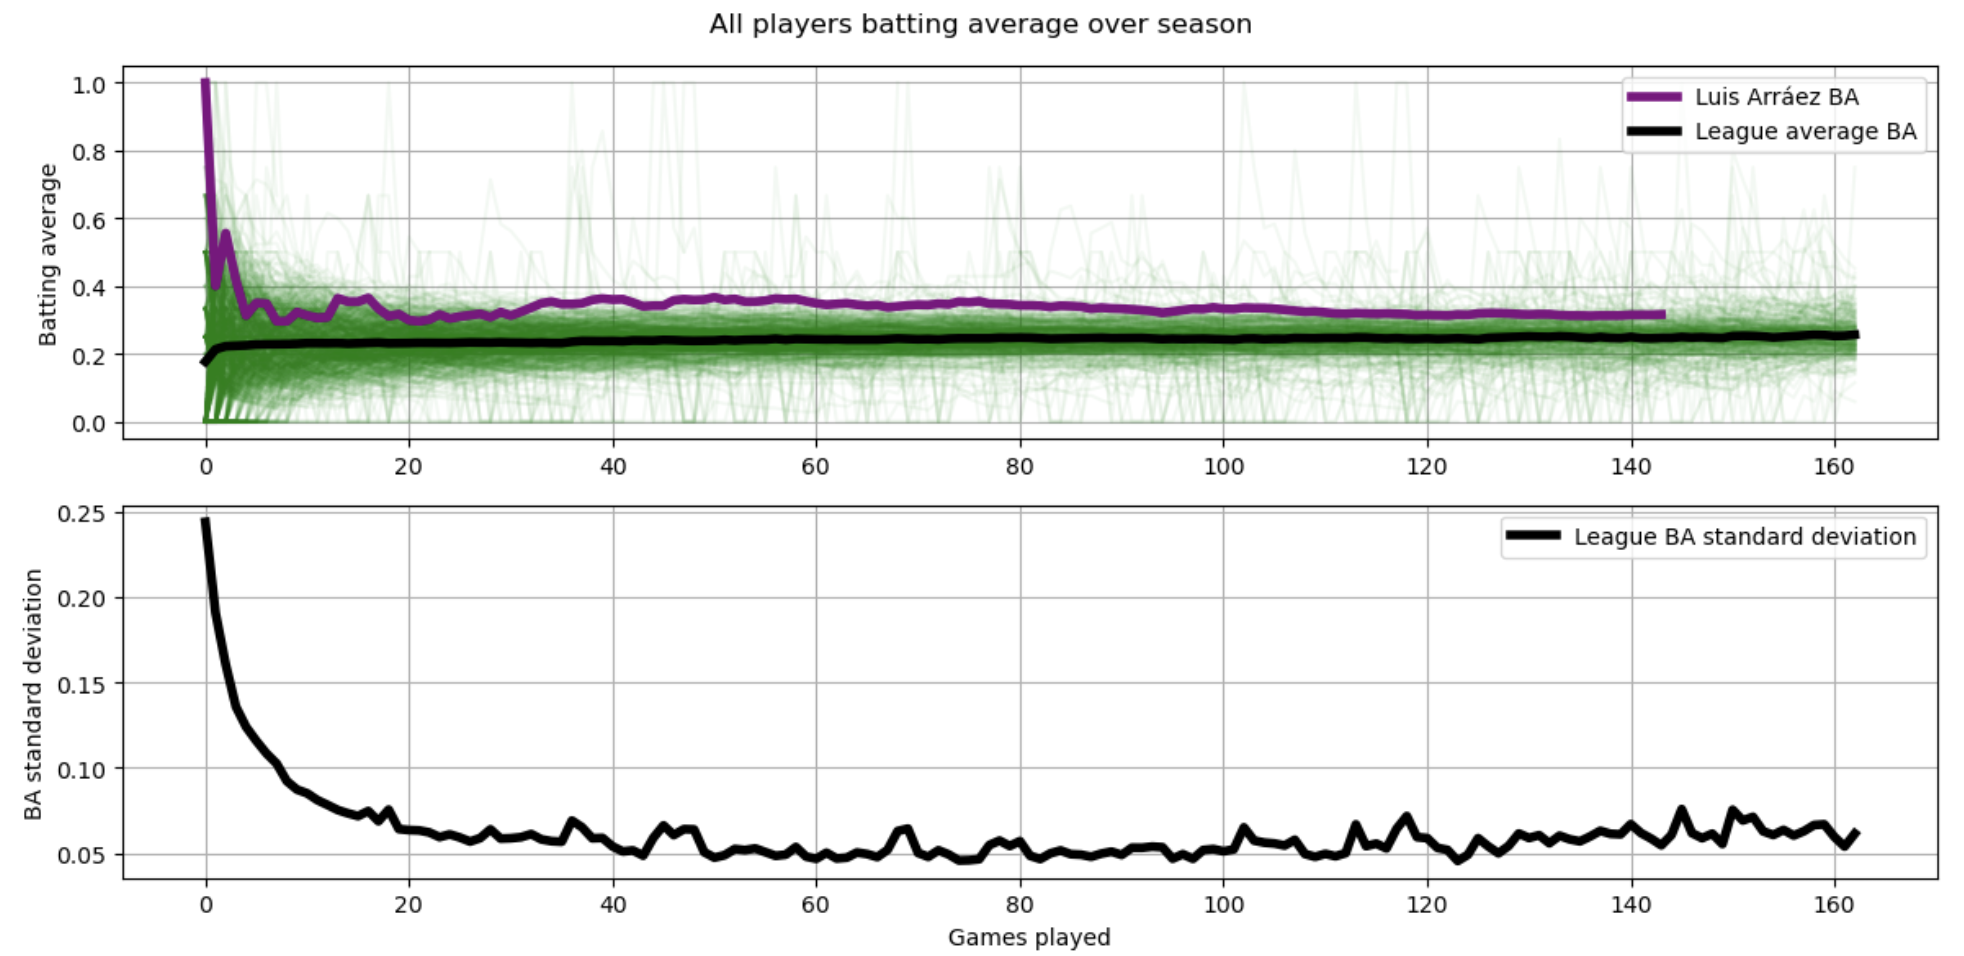 All players batting average over season
Batting average
1.0
0.8
0.6
0.4
0.2
0.0
Luis Arráez BA
League average BA
0 20 40 60 80 100 120 140 160
BA standard deviation
0.25
0.20
0.15
0.10
0.05
League BA standard deviation
0 20 40 60 80 100 120 140 160
Games played